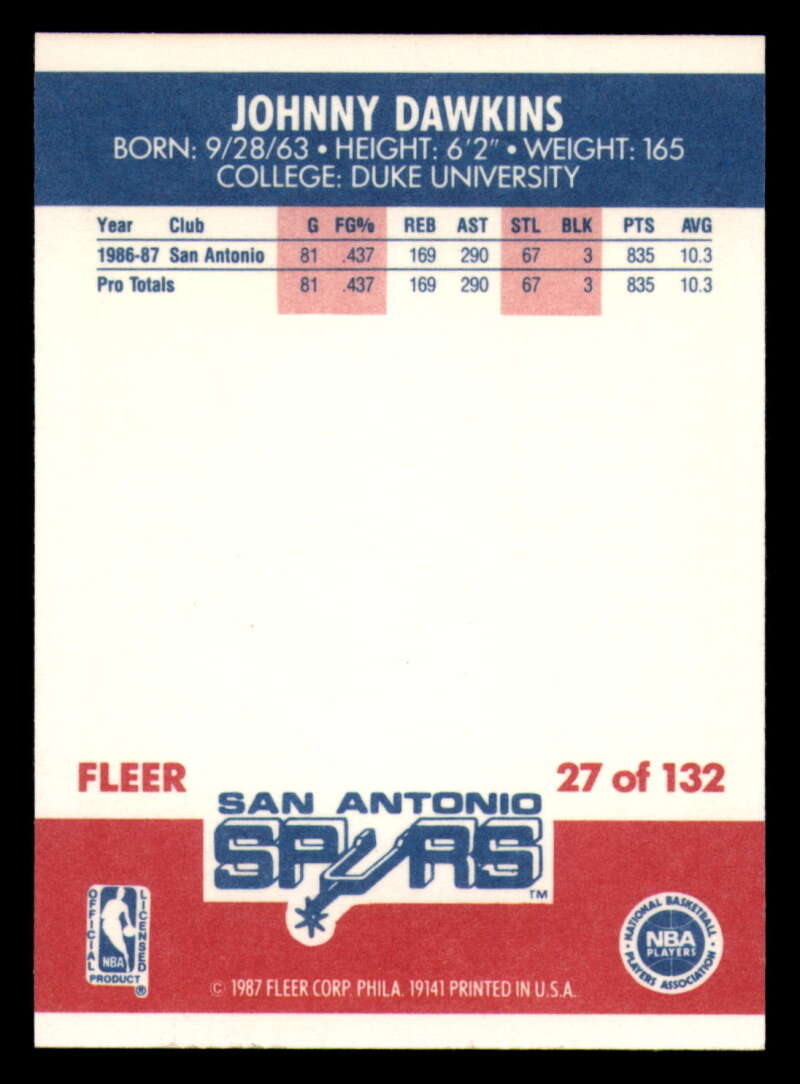 JOHNNY DAWKINS
BORN: 9/28/63 • HEIGHT: 6'2" • WEIGHT: 165
COLLEGE: DUKE UNIVERSITY
Year Club G FG% REB AST STL BLK PTS AVG
1986-87 San Antonio 81 .437 169 290 67 3 835 10.3
Pro Totals 81 .437 169 290 67 3 835 10.3
FLEER 27 of 132
SAN ANTONIO
SPURS
TM
OFFICIAL LICENSED
NBA
PRODUCT
®
NATIONAL BASKETBALL
NBA
PLAYERS
PLAYERS ASSOCIATION
© 1987 FLEER CORP. PHILA. 19141 PRINTED IN U.S.A.